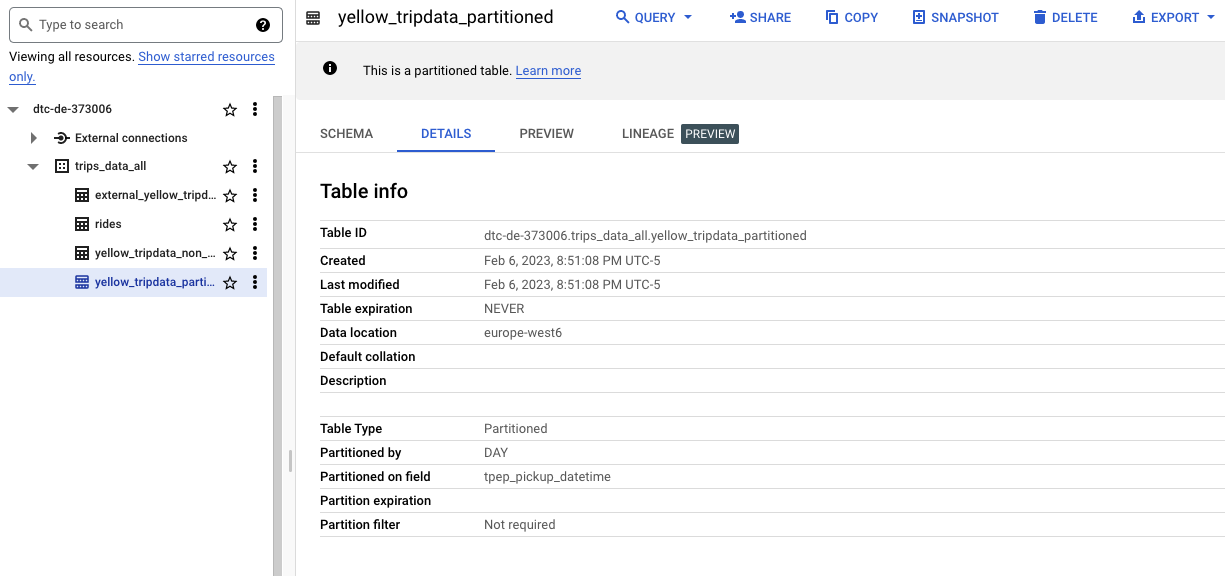 Type to search
Viewing all resources. Show starred resources
only.
dtc-de-373006
External connections
trips_data_all
external_yellow_tripd...
rides
yellow_tripdata_non_...
yellow_tripdata_parti...
yellow_tripdata_partitioned
QUERY SHARE COPY SNAPSHOT DELETE EXPORT
This is a partitioned table. Learn more
SCHEMA DETAILS PREVIEW LINEAGE PREVIEW
Table info
Table ID dtc-de-373006.trips_data_all.yellow_tripdata_partitioned
Created Feb 6, 2023, 8:51:08 PM UTC-5
Last modified Feb 6, 2023, 8:51:08 PM UTC-5
Table expiration NEVER
Data location europe-west6
Default collation
Description
Table Type Partitioned
Partitioned by DAY
Partitioned on field tpep_pickup_datetime
Partition expiration
Partition filter Not required